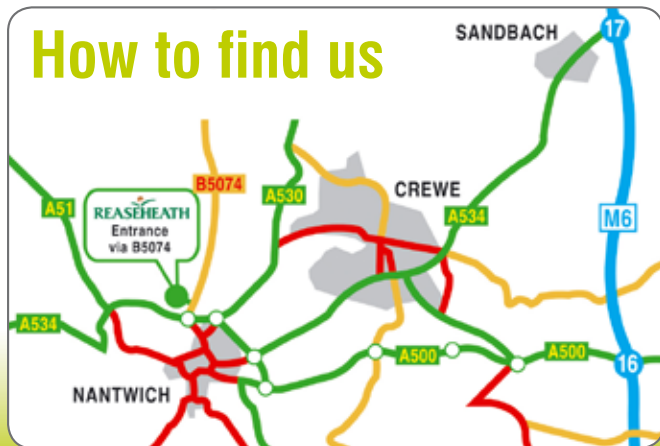 How to find us
SANDBACH
17
B5074
A530
CREWE
A51
REASEHEATH
Entrance
via B5074
A534
M6
A534
A500
A500
16
NANTWICH